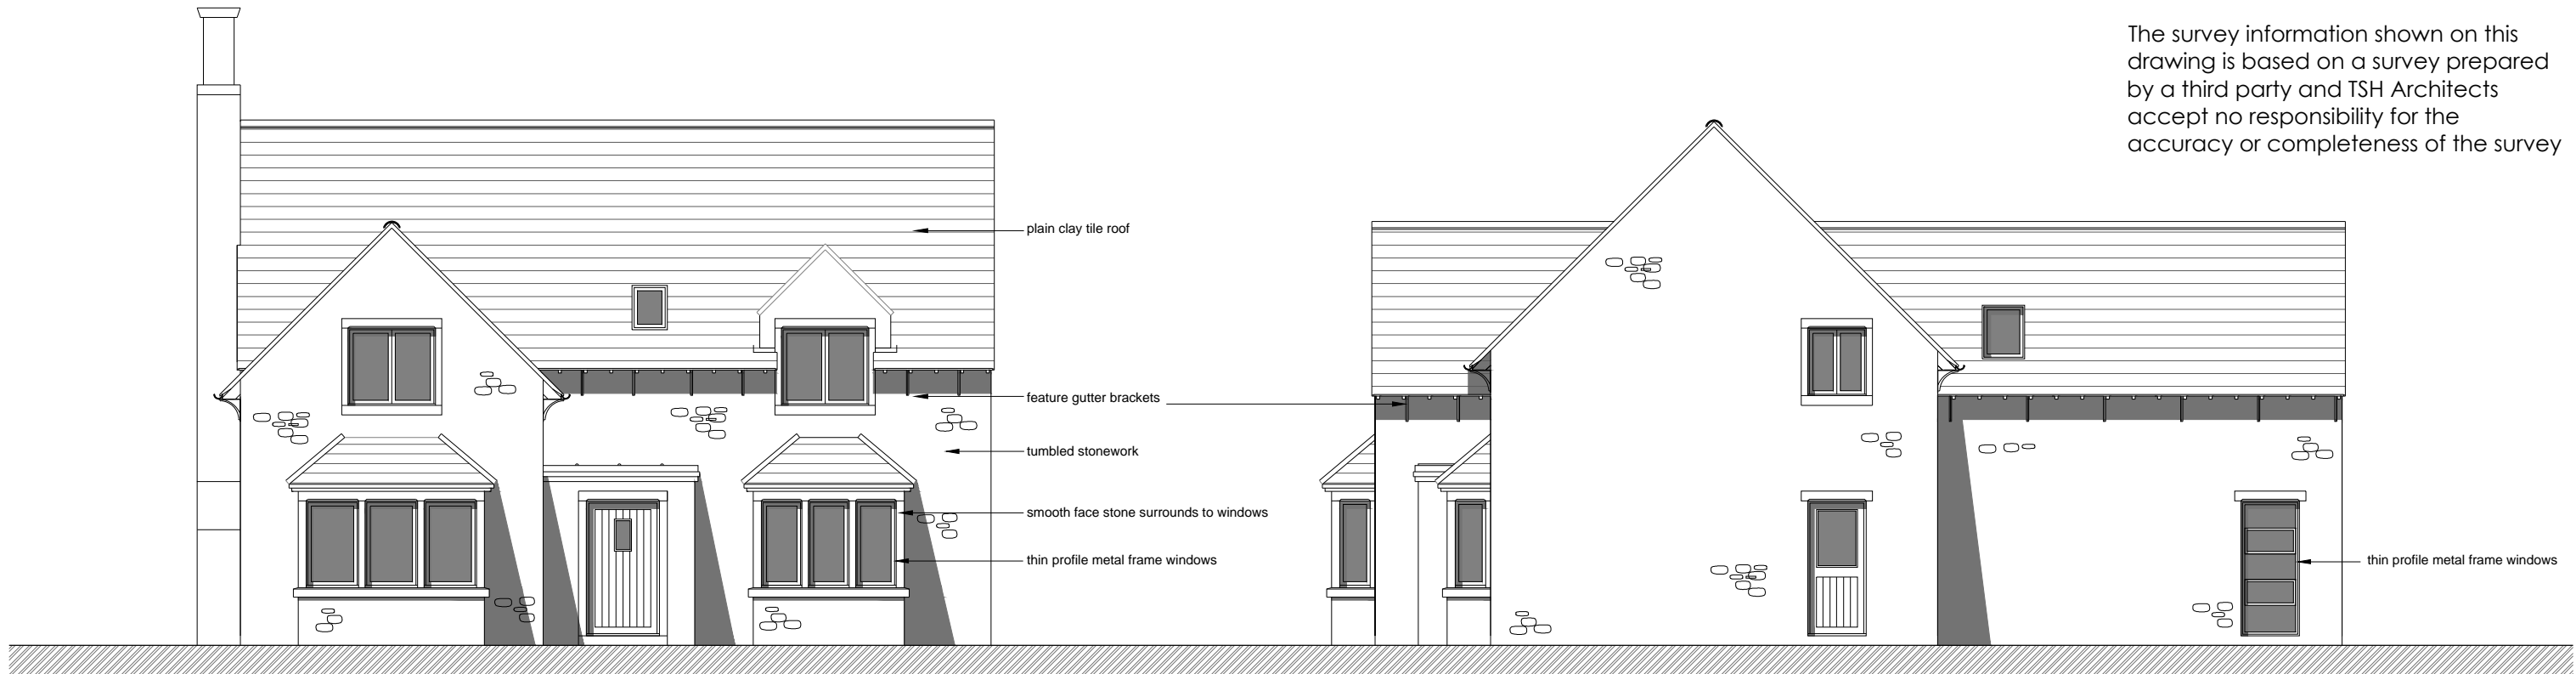 The survey information shown on this
drawing is based on a survey prepared
by a third party and TSH Architects
accept no responsibility for the
accuracy or completeness of the survey
plain clay tile roof
feature gutter brackets
tumbled stonework
smooth face stone surrounds to windows
thin profile metal frame windows
thin profile metal frame windows